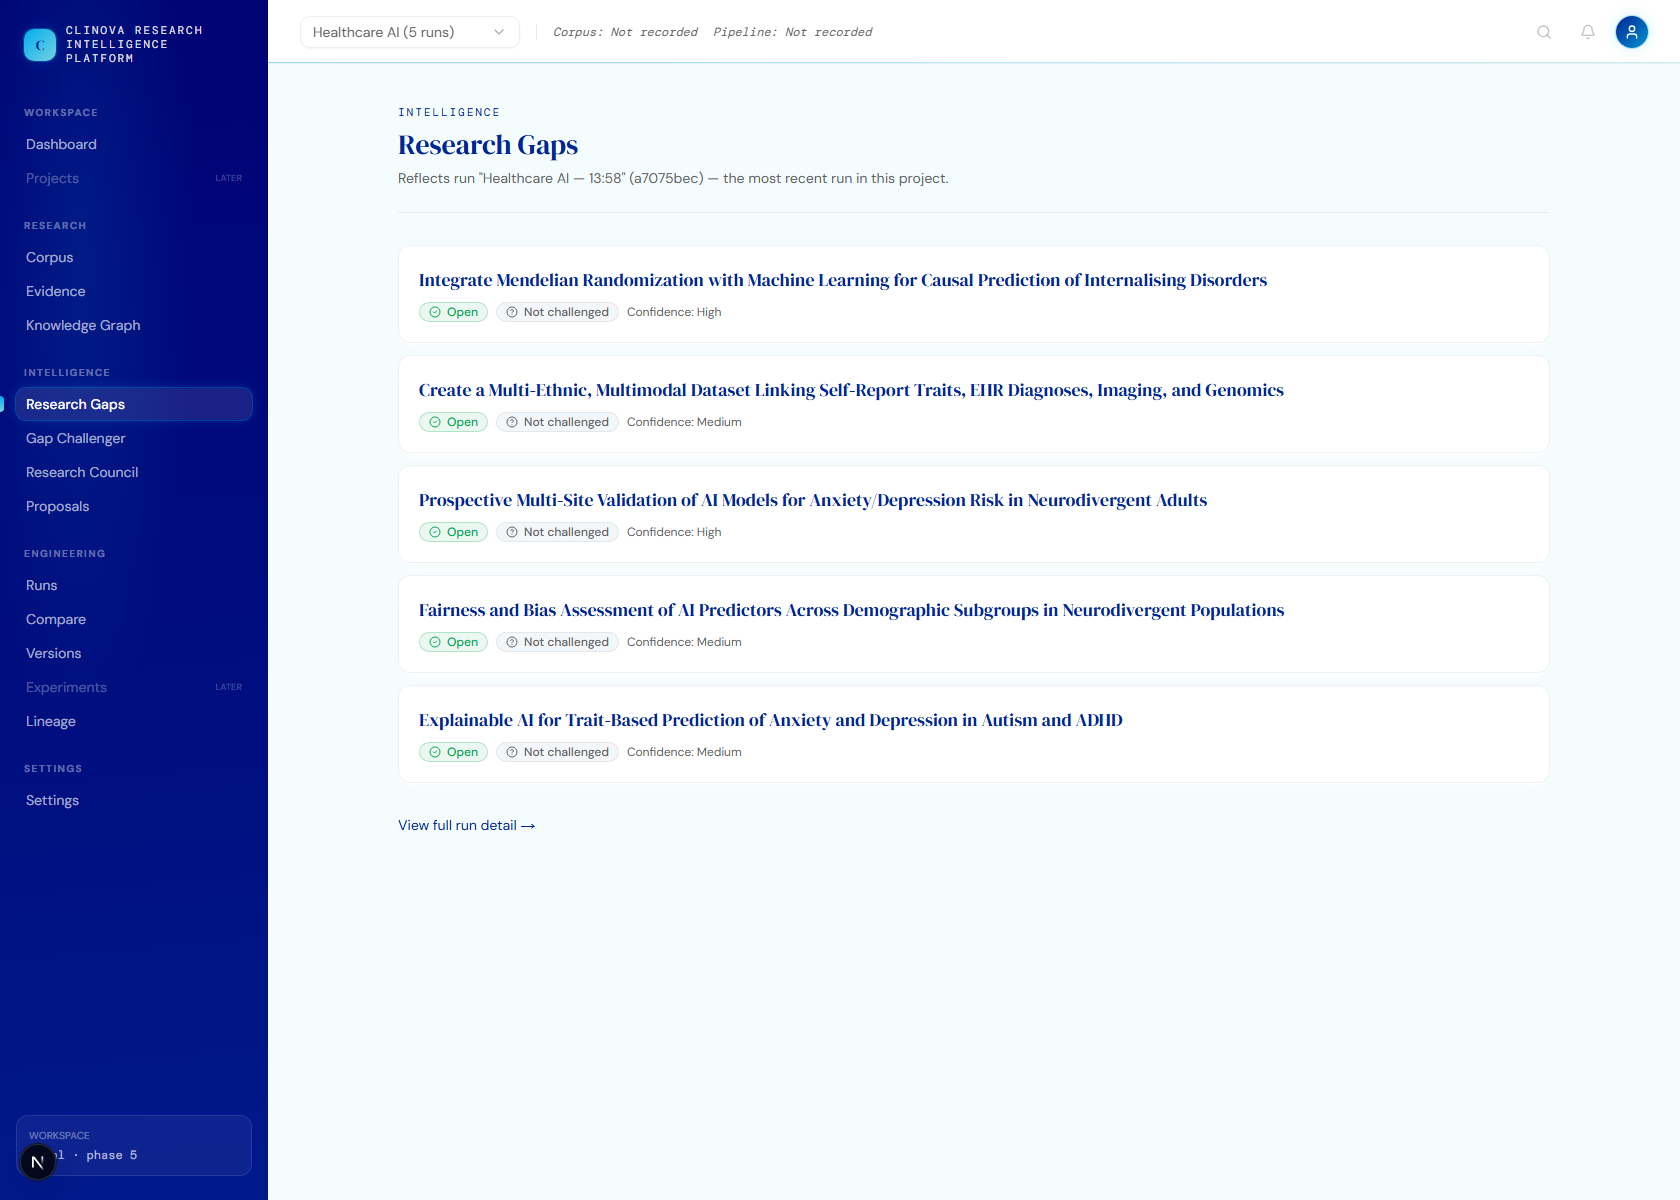 C
CLINOVA RESEARCH
INTELLIGENCE
PLATFORM
WORKSPACE
Dashboard
Projects LATER
RESEARCH
Corpus
Evidence
Knowledge Graph
INTELLIGENCE
Research Gaps
Gap Challenger
Research Council
Proposals
ENGINEERING
Runs
Compare
Versions
Experiments LATER
Lineage
SETTINGS
Settings
WORKSPACE
· phase 5
N
Healthcare AI (5 runs)
Corpus: Not recorded Pipeline: Not recorded
INTELLIGENCE
Research Gaps
Reflects run "Healthcare AI — 13:58" (a7075bec) — the most recent run in this project.
Integrate Mendelian Randomization with Machine Learning for Causal Prediction of Internalising Disorders
Open Not challenged Confidence: High
Create a Multi-Ethnic, Multimodal Dataset Linking Self-Report Traits, EHR Diagnoses, Imaging, and Genomics
Open Not challenged Confidence: Medium
Prospective Multi-Site Validation of AI Models for Anxiety/Depression Risk in Neurodivergent Adults
Open Not challenged Confidence: High
Fairness and Bias Assessment of AI Predictors Across Demographic Subgroups in Neurodivergent Populations
Open Not challenged Confidence: Medium
Explainable AI for Trait-Based Prediction of Anxiety and Depression in Autism and ADHD
Open Not challenged Confidence: Medium
View full run detail →